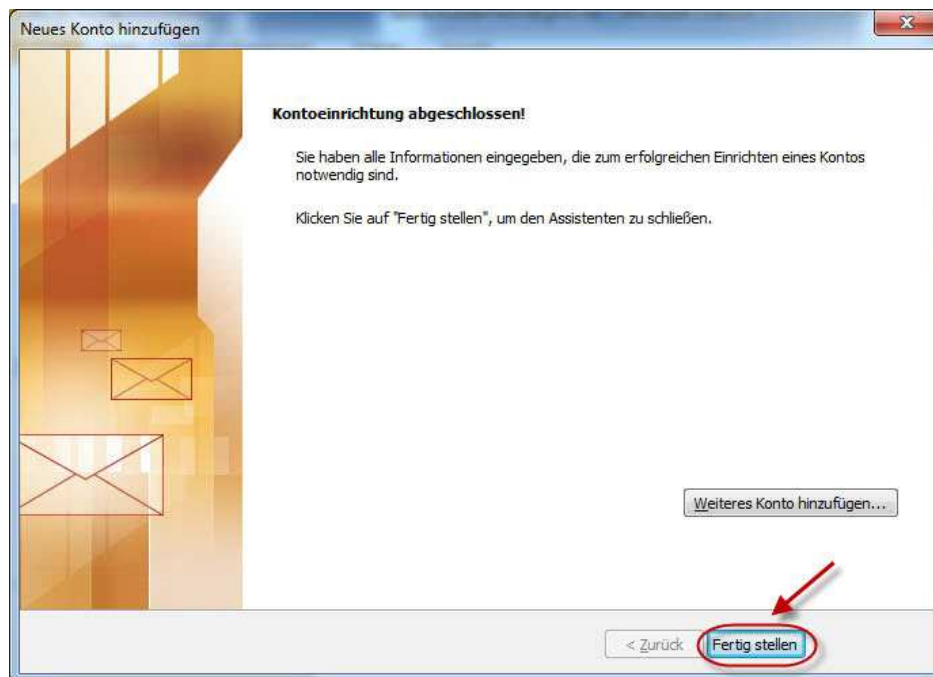 Neues Konto hinzufügen
Kontoeinrichtung abgeschlossen!
Sie haben alle Informationen eingegeben, die zum erfolgreichen Einrichten eines Kontos
notwendig sind.
Klicken Sie auf "Fertig stellen", um den Assistenten zu schließen.
Weiteres Konto hinzufügen...
< Zurück
Fertig stellen